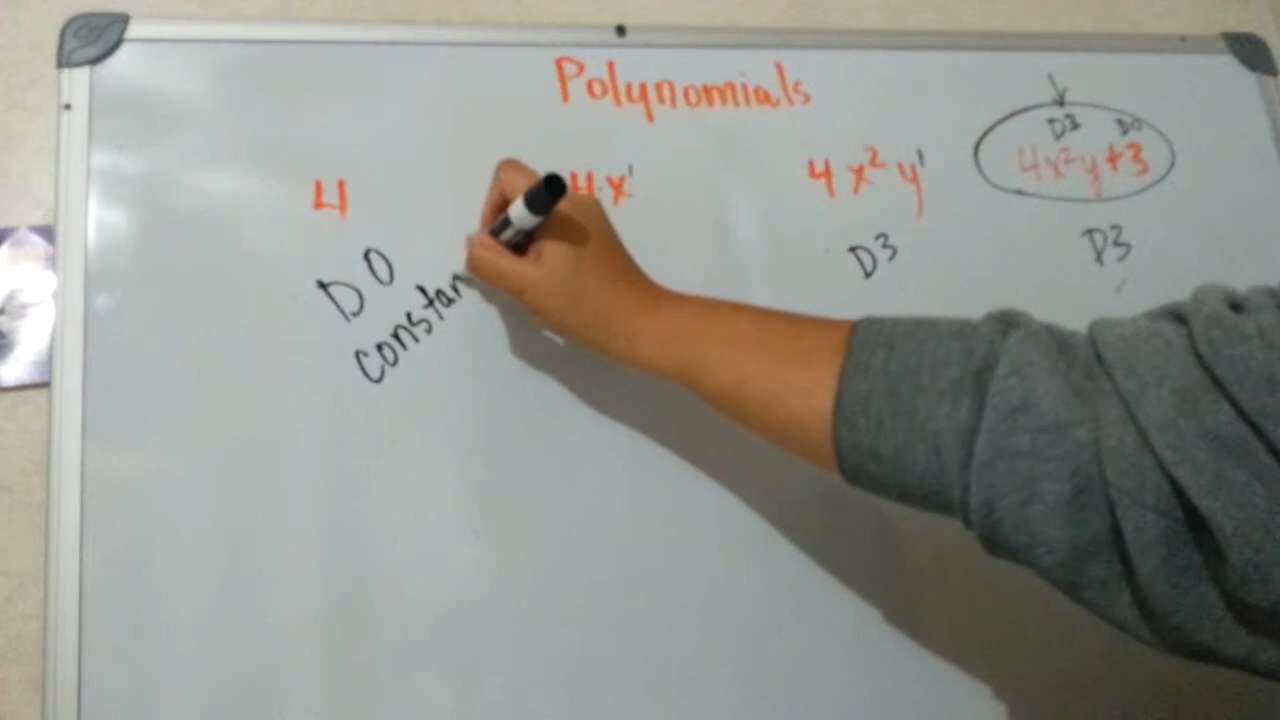 Polynomials
D3 D0
4 4x¹ 4x²y¹ 4x²y+3
D0 D3 D3
constan